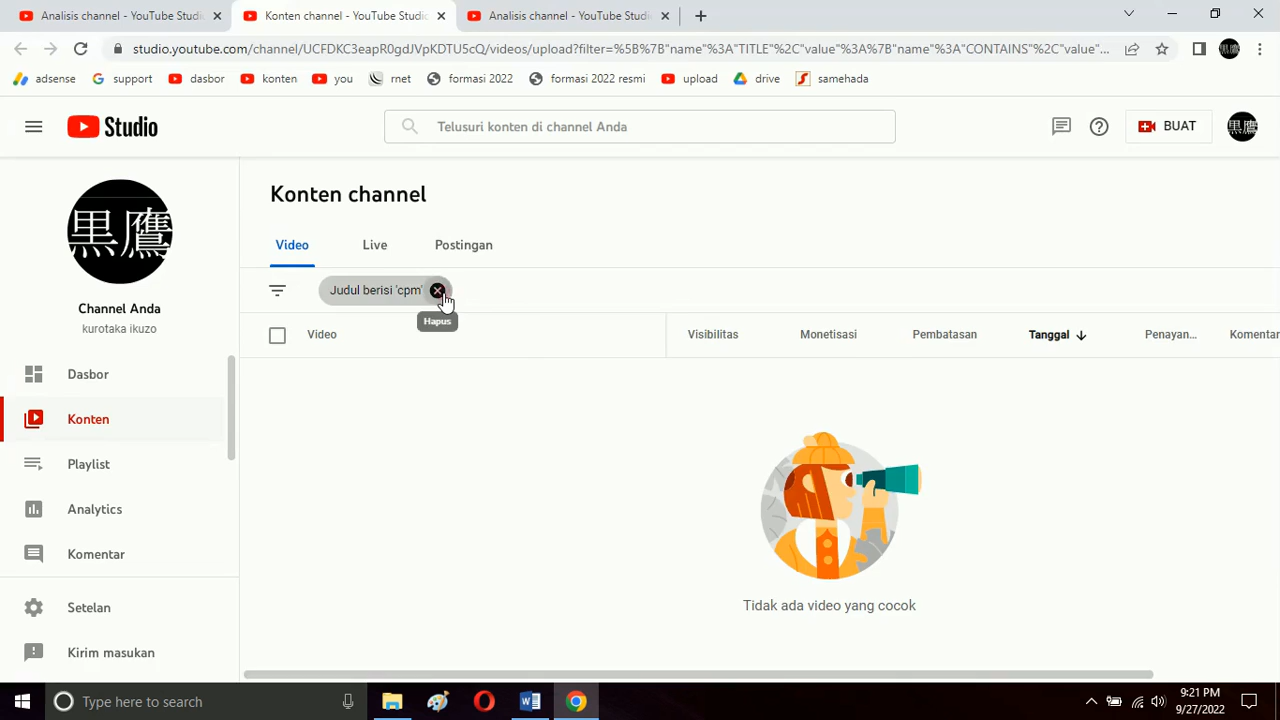 Analisis channel - YouTube Studi
Konten channel - YouTube Studio
Analisis channel - YouTube Studi
studio.youtube.com/channel/UCFDKC3eapR0gdJVpKDTU5cQ/videos/upload?filter=%5B%7B"name"%3A"TITLE"%2C"value"%3A%7B"name"%3A"CONTAINS"%2C"value"...
adsense support dasbor konten you rnet formasi 2022 formasi 2022 resmi upload drive samehada
Studio
Telusuri konten di channel Anda
BUAT
黒鷹
黒鷹
Channel Anda
kurotaka ikuzo
Dasbor
Konten
Playlist
Analytics
Komentar
Setelan
Kirim masukan
Konten channel
Video Live Postingan
Judul berisi 'cpm'
Hapus
Video Visibilitas Monetisasi Pembatasan Tanggal Penayan... Komentar
Tidak ada video yang cocok
Type here to search
9:21 PM
9/27/2022